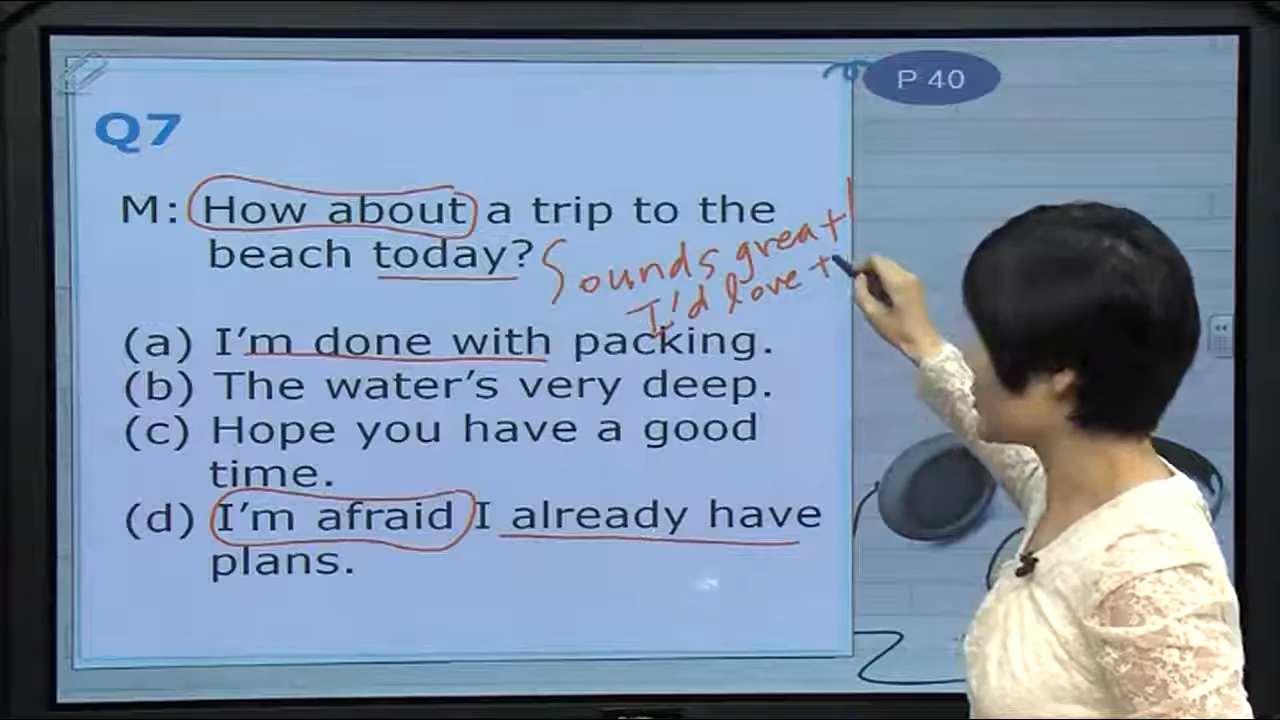 P 40
Q7
M: How about a trip to the
beach today?
Sounds great!
I'd love t
(a) I'm done with packing.
(b) The water's very deep.
(c) Hope you have a good
time.
(d) I'm afraid I already have
plans.